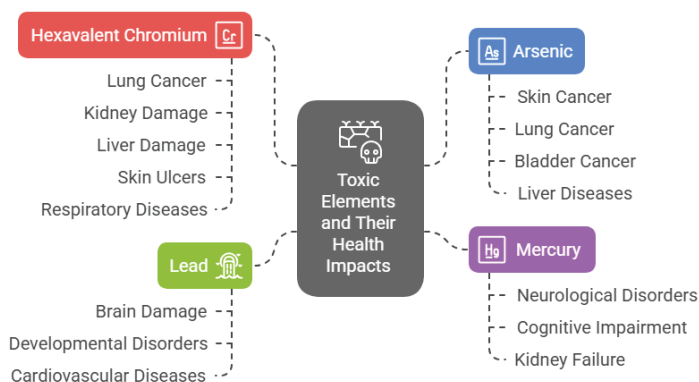 Hexavalent Chromium Cr
Lung Cancer
Kidney Damage
Liver Damage
Skin Ulcers
Respiratory Diseases
Lead
Brain Damage
Developmental Disorders
Cardiovascular Diseases
Toxic
Elements
and Their
Health
Impacts
As Arsenic
Skin Cancer
Lung Cancer
Bladder Cancer
Liver Diseases
Hg Mercury
Neurological Disorders
Cognitive Impairment
Kidney Failure